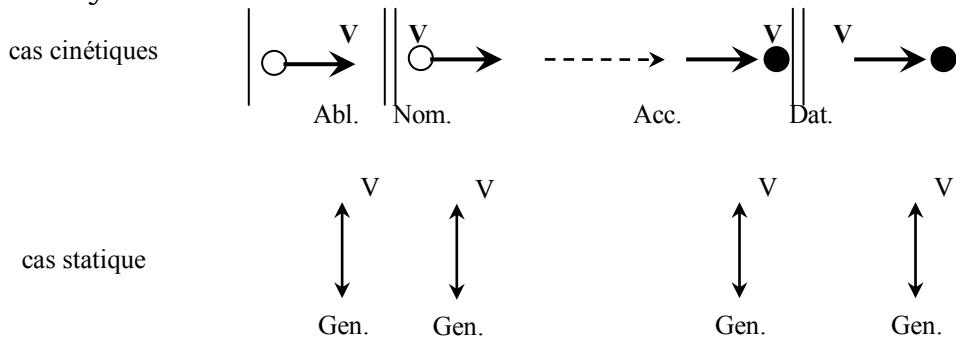 V V V V
cas cinétiques
Abl. Nom. Acc. Dat.
V V V V
cas statique
Gen. Gen. Gen. Gen.